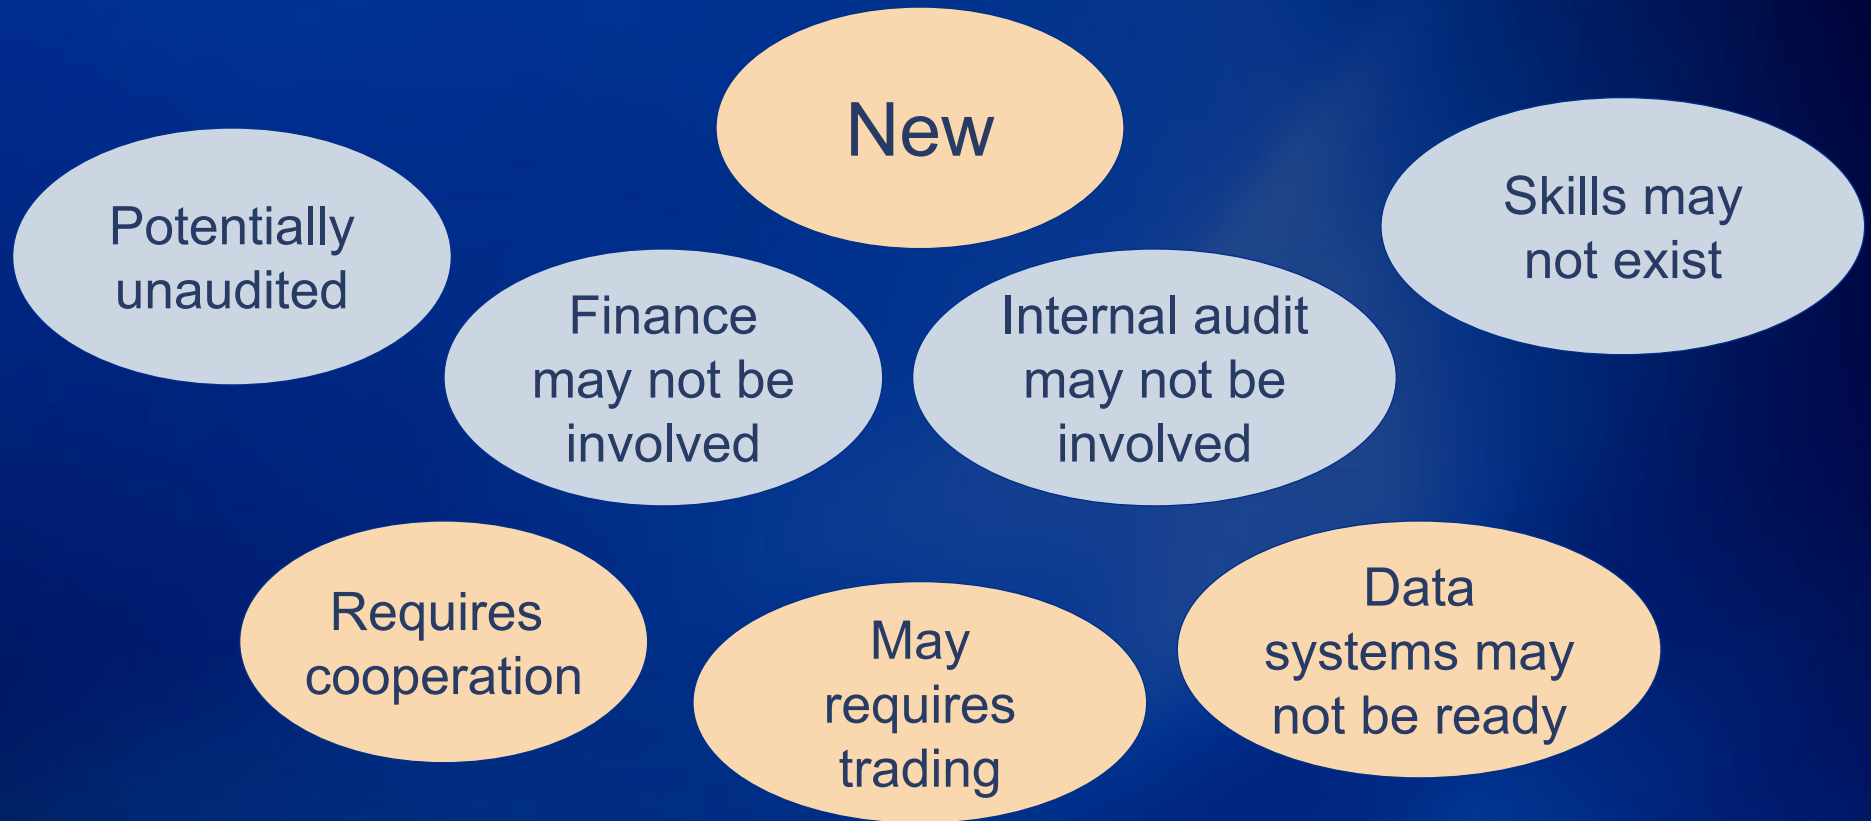 New
Potentially
unaudited
Skills may
not exist
Finance
may not be
involved
Internal audit
may not be
involved
Requires
cooperation
May
requires
trading
Data
systems may
not be ready